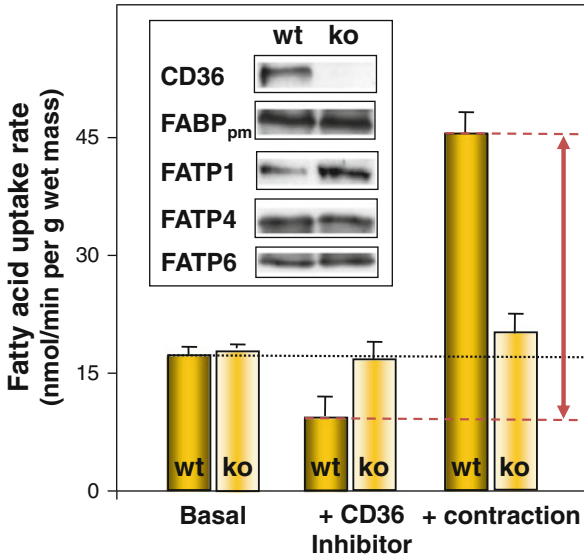 Fatty acid uptake rate
(nmol/min per g wet mass)
45
30
15
0
wt ko
CD36
FABPpm
FATP1
FATP4
FATP6
wt ko
wt ko
wt ko
Basal
+ CD36
Inhibitor
+ contraction